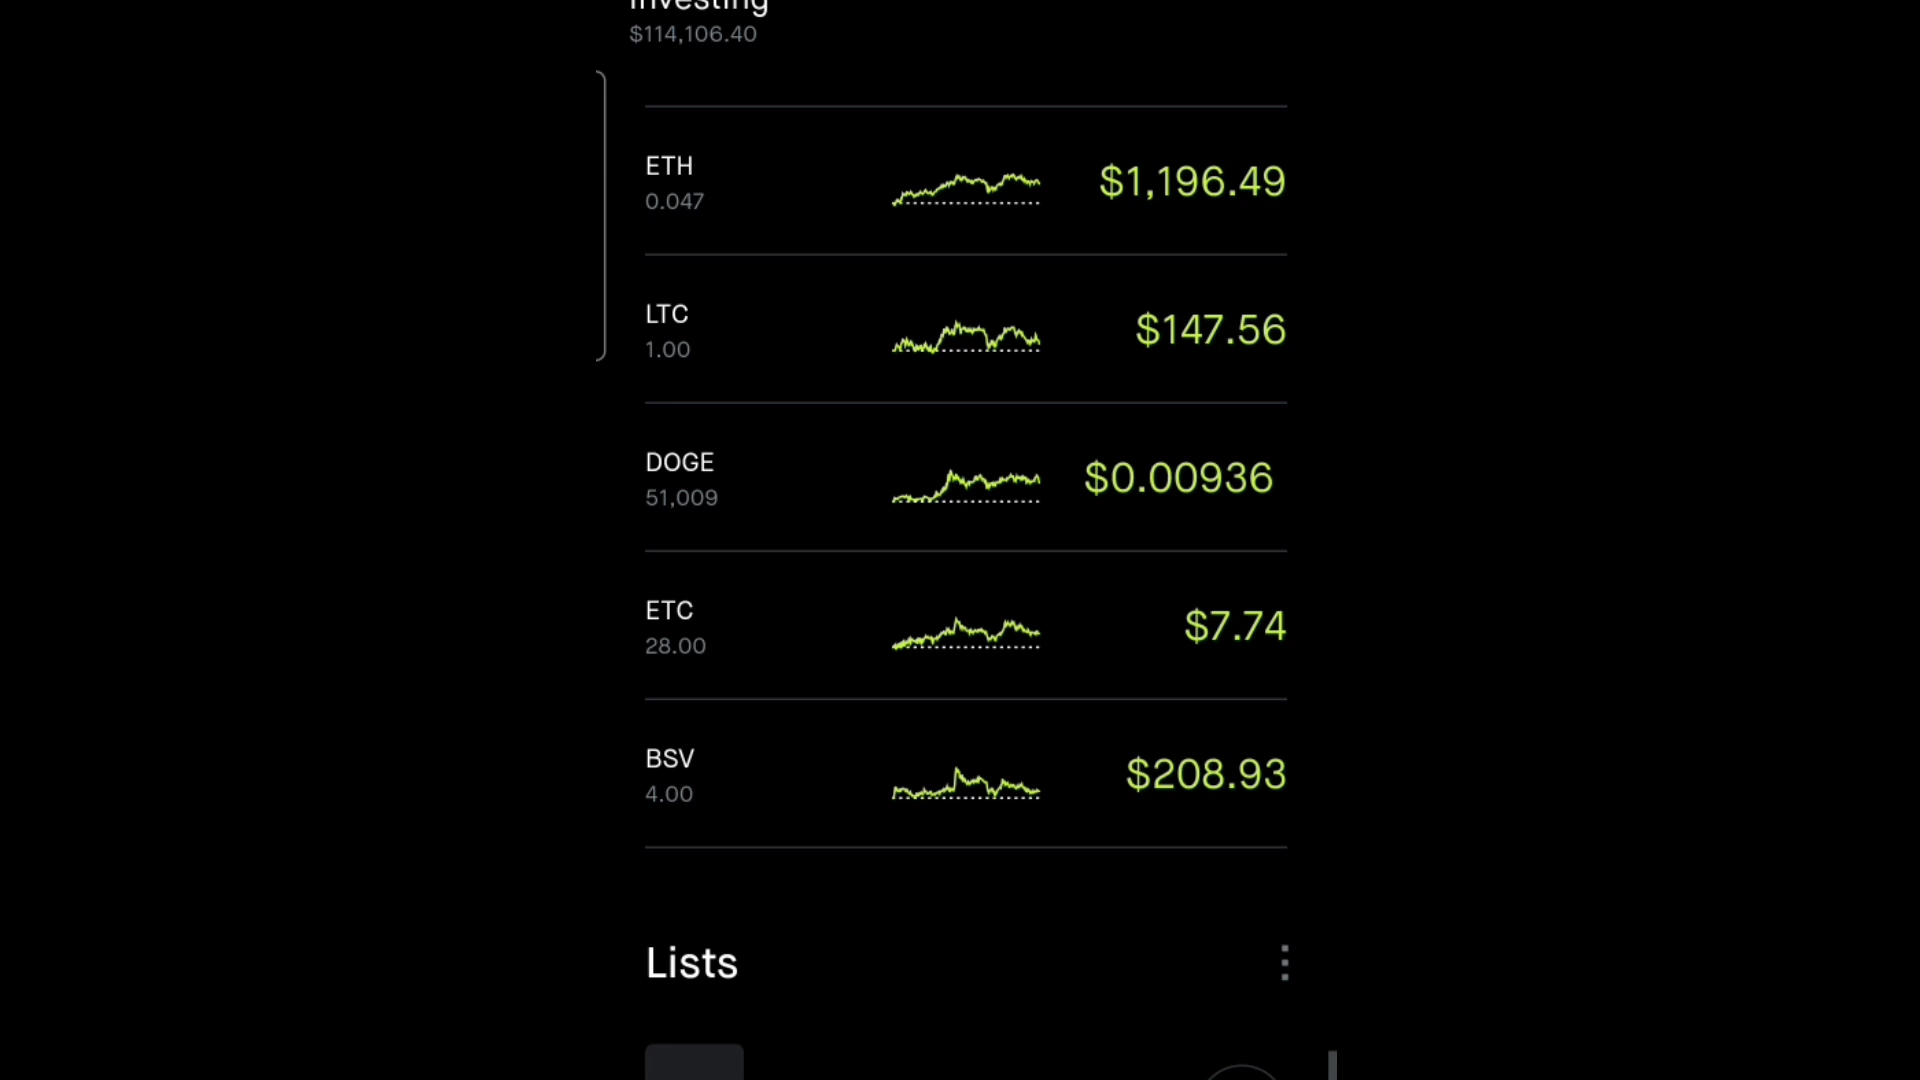 Investing
$114,106.40
ETH
0.047
$1,196.49
LTC
1.00
$147.56
DOGE
51,009
$0.00936
ETC
28.00
$7.74
BSV
4.00
$208.93
Lists